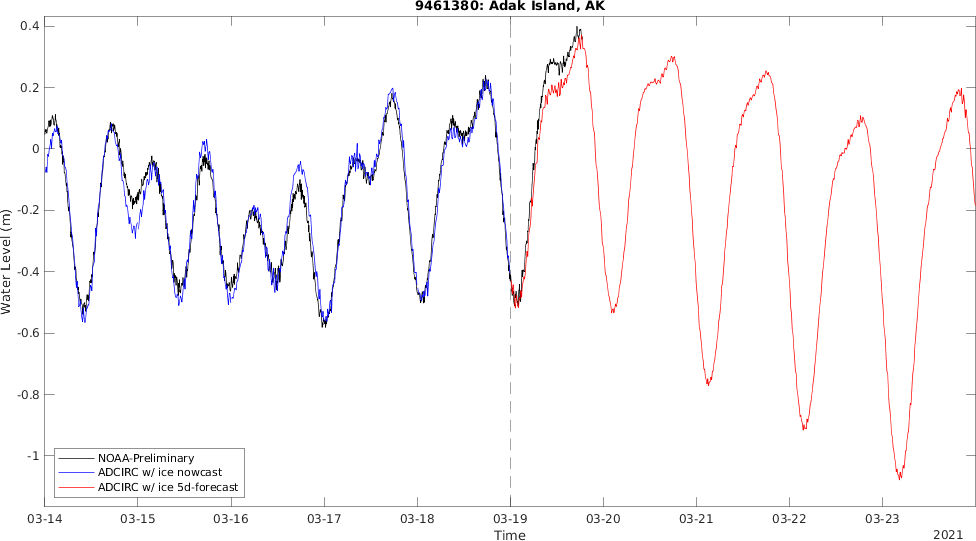 9461380: Adak Island, AK
Water Level (m)
0.4
0.2
0
-0.2
-0.4
-0.6
-0.8
-1
NOAA-Preliminary
ADCIRC w/ ice nowcast
ADCIRC w/ ice 5d-forecast
03-14 03-15 03-16 03-17 03-18 03-19 03-20 03-21 03-22 03-23
Time
2021